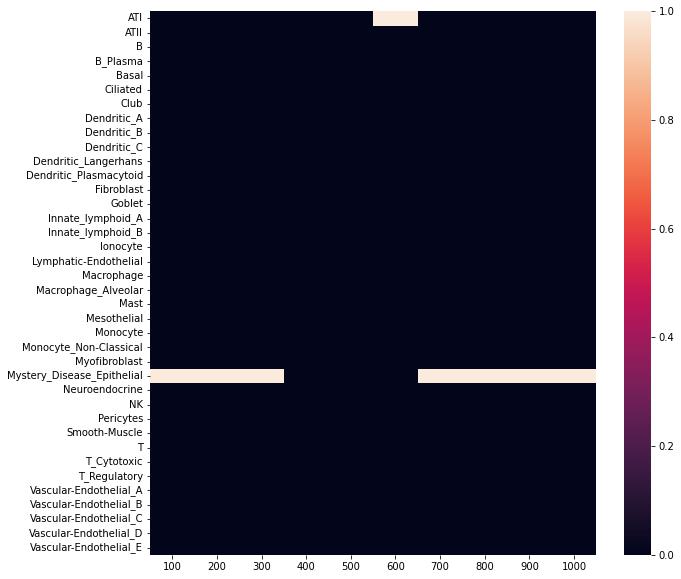 ATI
ATII
B
B_Plasma
Basal
Ciliated
Club
Dendritic_A
Dendritic_B
Dendritic_C
Dendritic_Langerhans
Dendritic_Plasmacytoid
Fibroblast
Goblet
Innate_lymphoid_A
Innate_lymphoid_B
Ionocyte
Lymphatic-Endothelial
Macrophage
Macrophage_Alveolar
Mast
Mesothelial
Monocyte
Monocyte_Non-Classical
Myofibroblast
Mystery_Disease_Epithelial
Neuroendocrine
NK
Pericytes
Smooth-Muscle
T
T_Cytotoxic
T_Regulatory
Vascular-Endothelial_A
Vascular-Endothelial_B
Vascular-Endothelial_C
Vascular-Endothelial_D
Vascular-Endothelial_E
100 200 300 400 500 600 700 800 900 1000
1.0
0.8
0.6
0.4
0.2
0.0